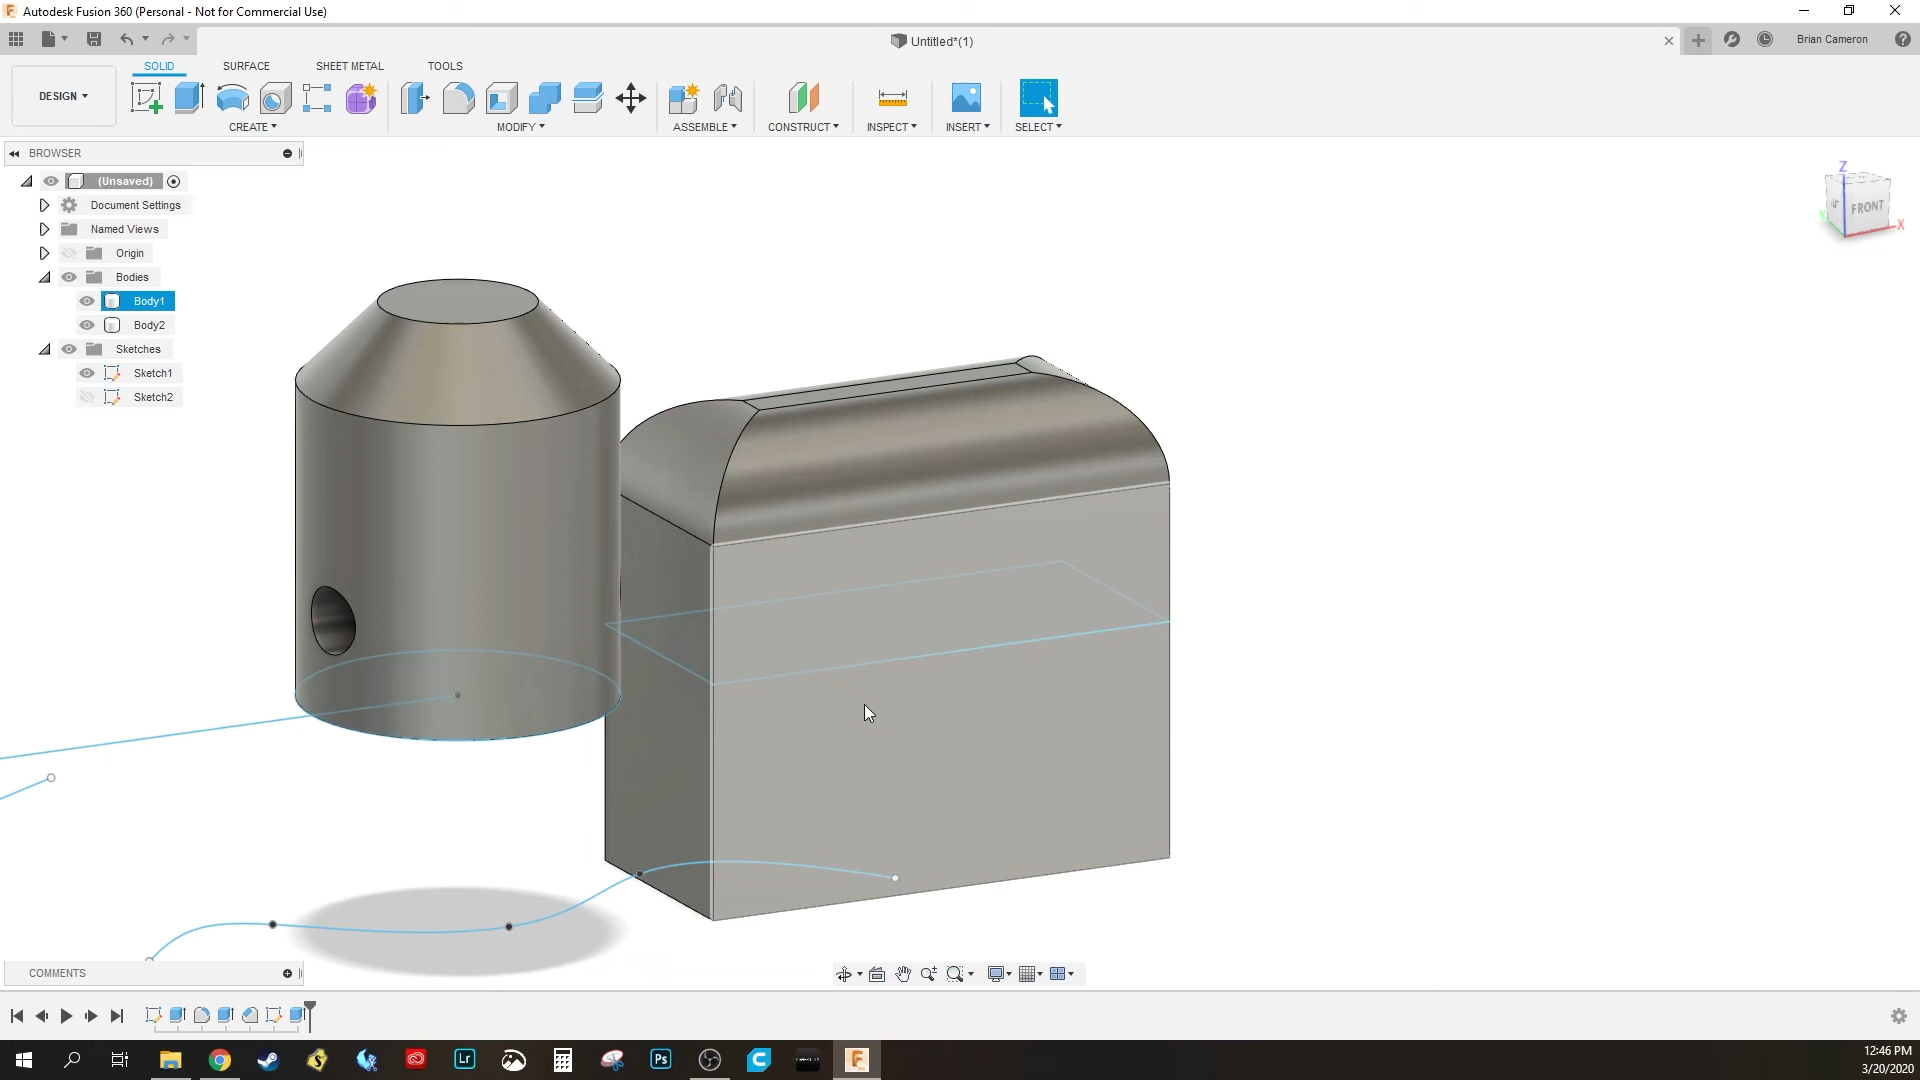 Autodesk Fusion 360 (Personal - Not for Commercial Use)
Untitled*(1)
Brian Cameron
DESIGN
SOLID
SURFACE
SHEET METAL
TOOLS
CREATE
MODIFY
ASSEMBLE
CONSTRUCT
INSPECT
INSERT
SELECT
BROWSER
(Unsaved)
Document Settings
Named Views
Origin
Bodies
Body1
Body2
Sketches
Sketch1
Sketch2
Z
FRONT
X
COMMENTS
Lr
Ps
12:46 PM
3/20/2020